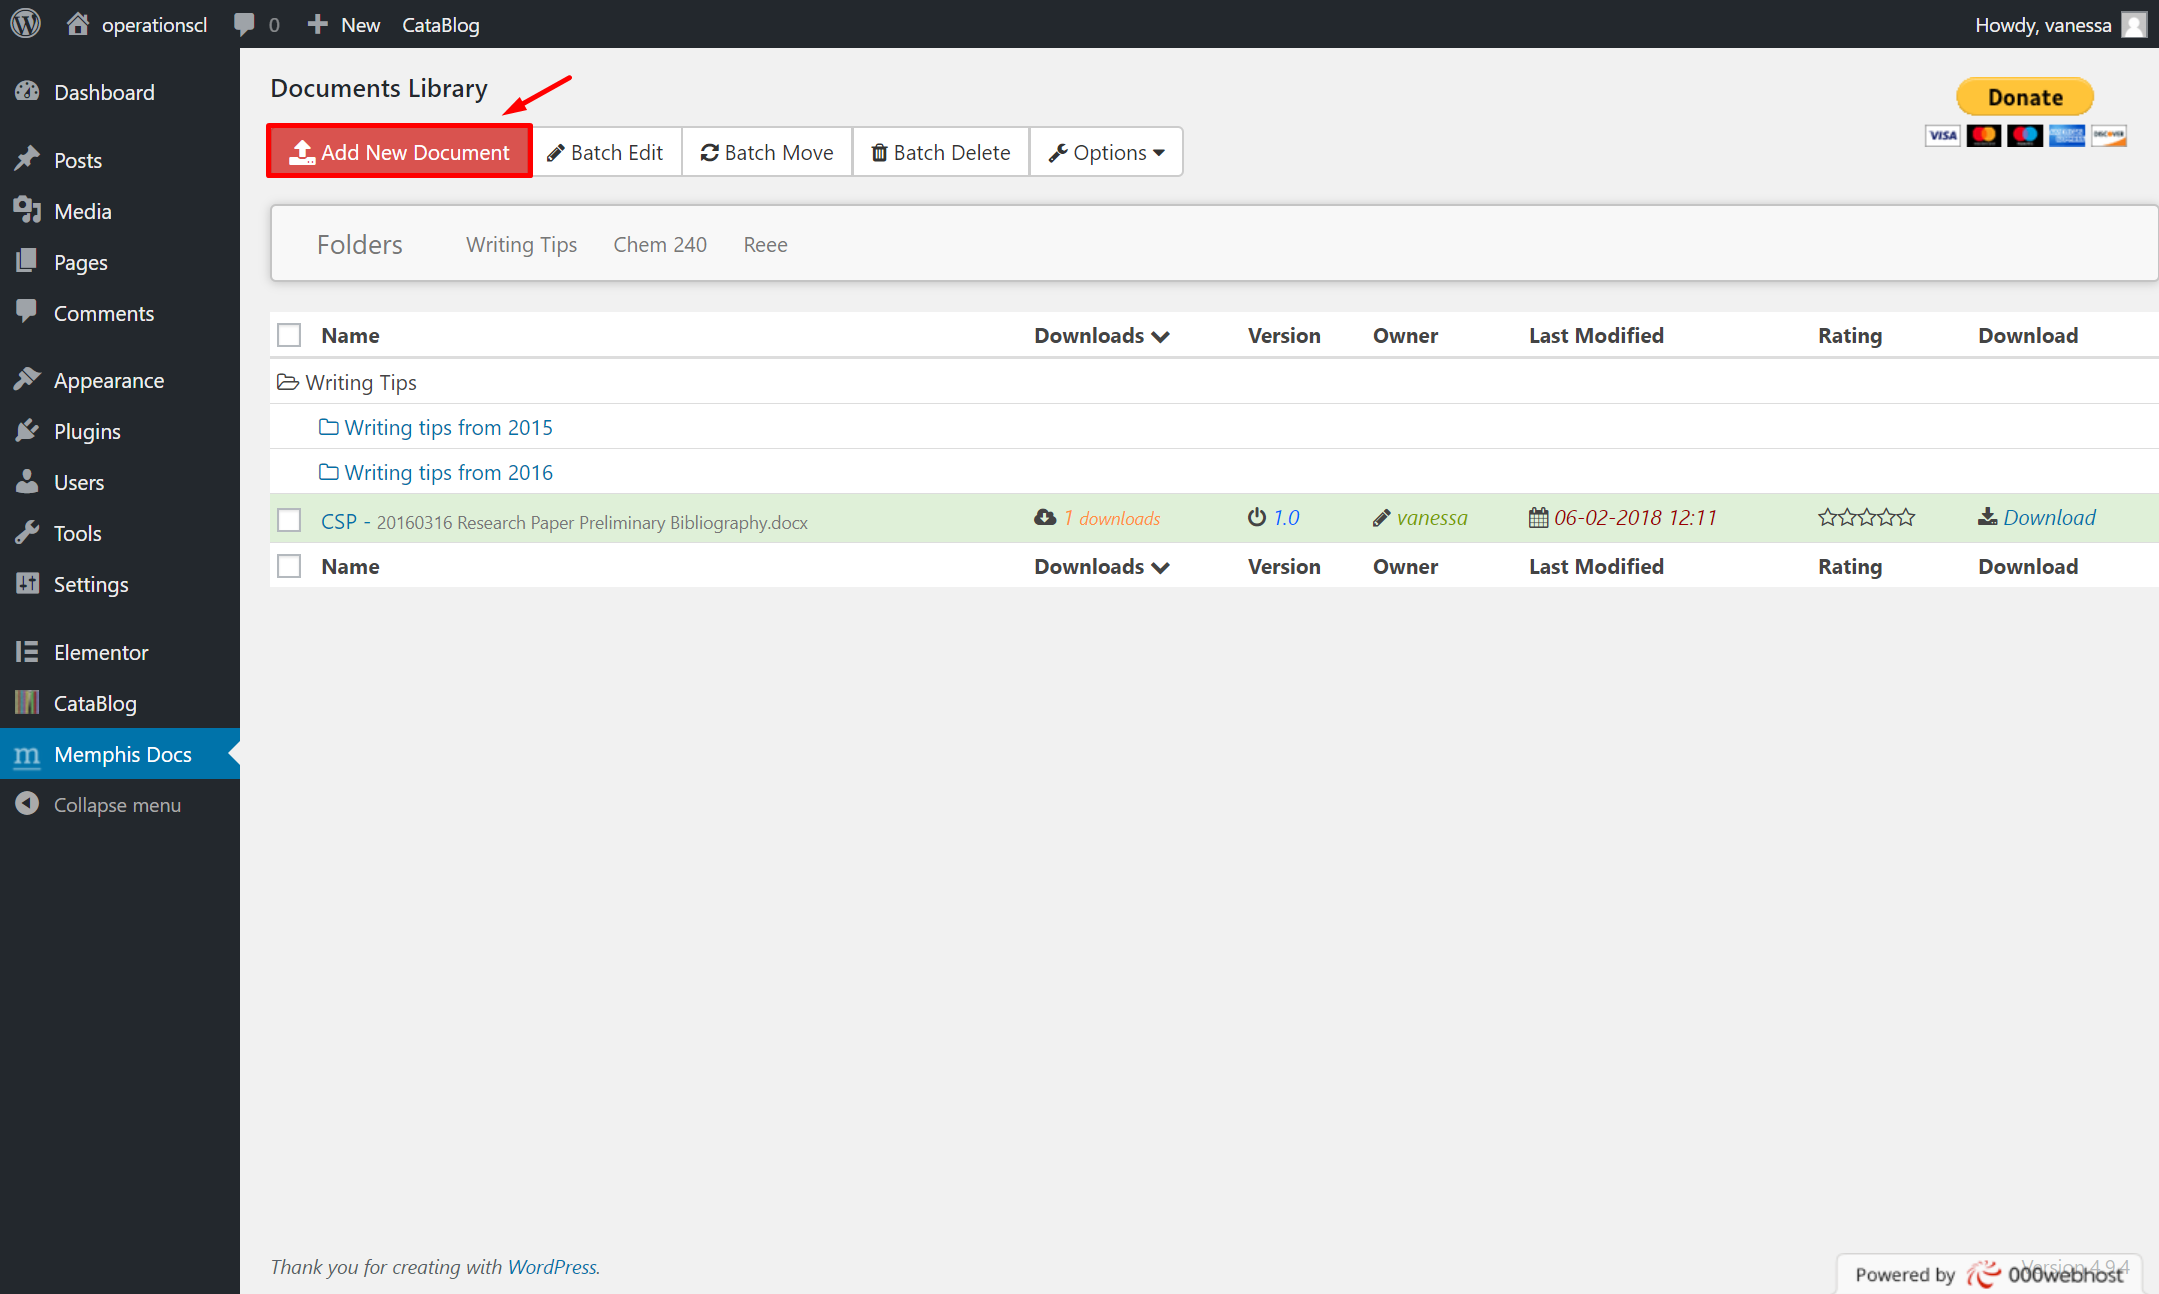 operationscl 0 New CataBlog Howdy, vanessa
Dashboard
Posts
Media
Pages
Comments
Appearance
Plugins
Users
Tools
Settings
Elementor
CataBlog
m Memphis Docs
Collapse menu
Documents Library
Donate
VISA DISCOVER
Add New Document Batch Edit Batch Move Batch Delete Options
Folders Writing Tips Chem 240 Reee
Name Downloads Version Owner Last Modified Rating Download
Writing Tips
Writing tips from 2015
Writing tips from 2016
CSP - 20160316 Research Paper Preliminary Bibliography.docx 1 downloads 1.0 vanessa 06-02-2018 12:11 Download
Name Downloads Version Owner Last Modified Rating Download
Thank you for creating with WordPress.
Version 4.9.4
Powered by 000webhost